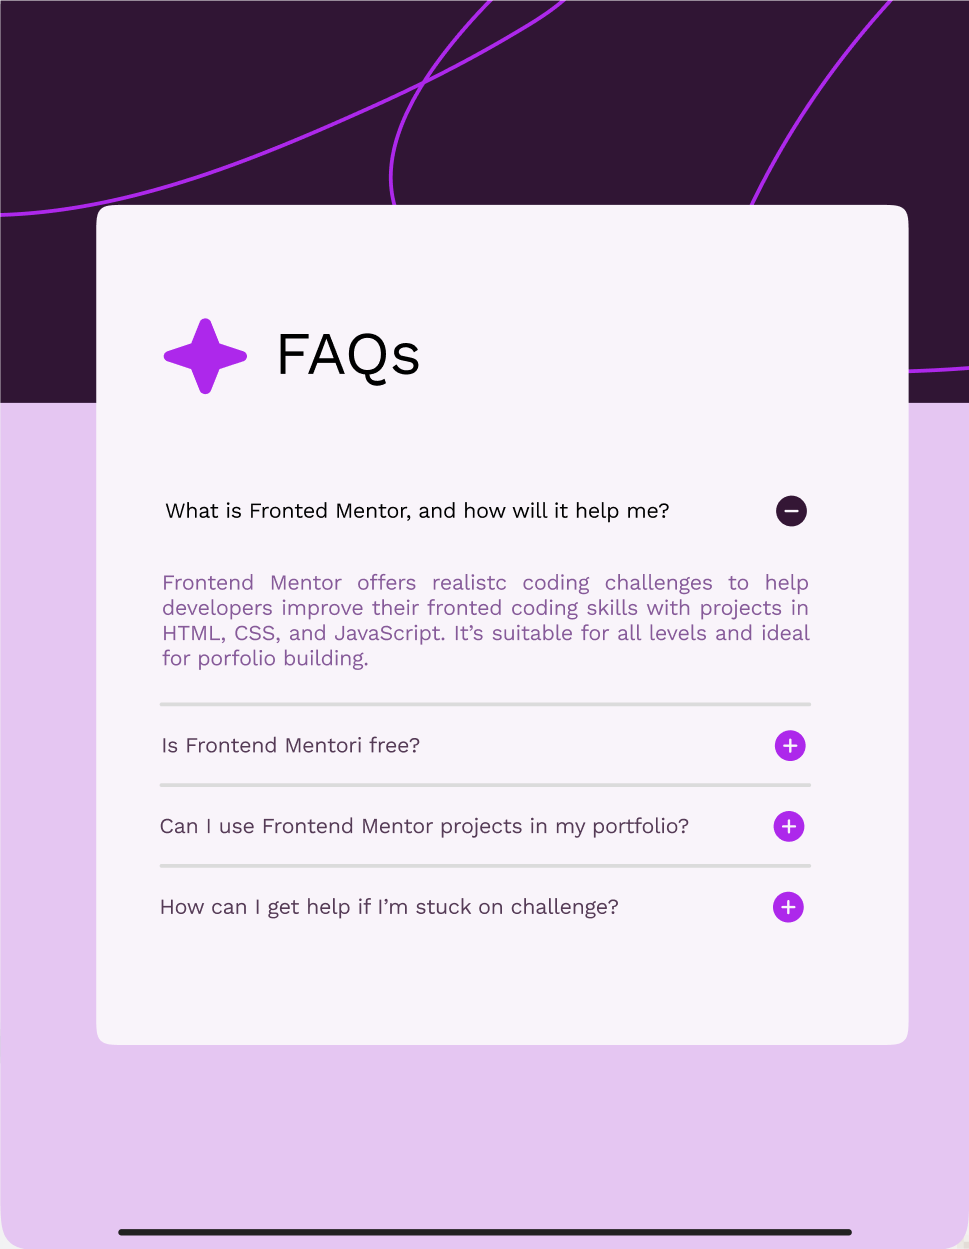 FAQs
What is Fronted Mentor, and how will it help me?
Frontend Mentor offers realistc coding challenges to help
developers improve their fronted coding skills with projects in
HTML, CSS, and JavaScript. It’s suitable for all levels and ideal
for porfolio building.
Is Frontend Mentori free?
Can I use Frontend Mentor projects in my portfolio?
How can I get help if I’m stuck on challenge?